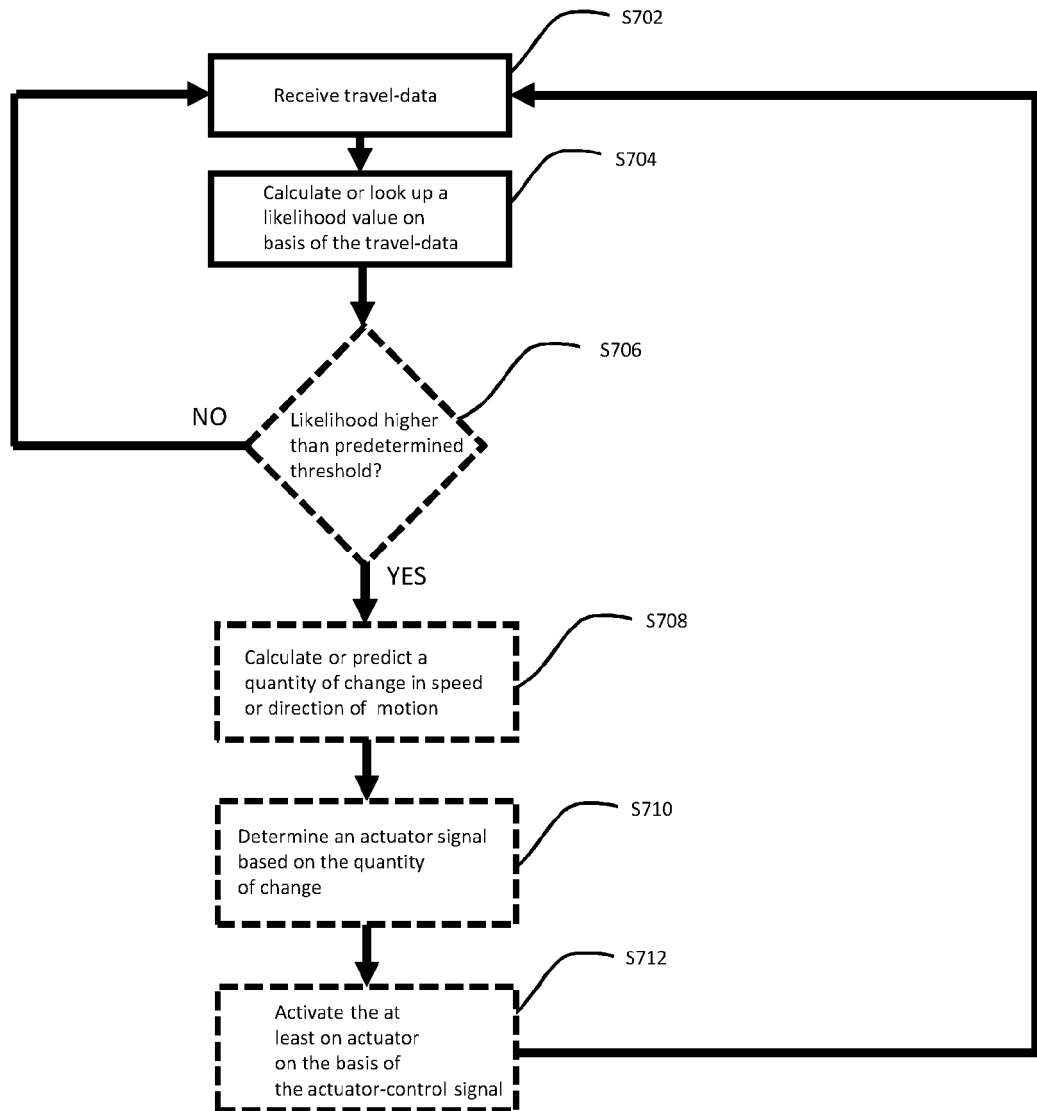 S702
Receive travel-data
S704
Calculate or look up a
likelihood value on
basis of the travel-data
S706
NO
Likelihood higher
than predetermined
threshold?
YES
S708
Calculate or predict a
quantity of change in speed
or direction of motion
S710
Determine an actuator signal
based on the quantity
of change
S712
Activate the at
least on actuator
on the basis of
the actuator-control signal